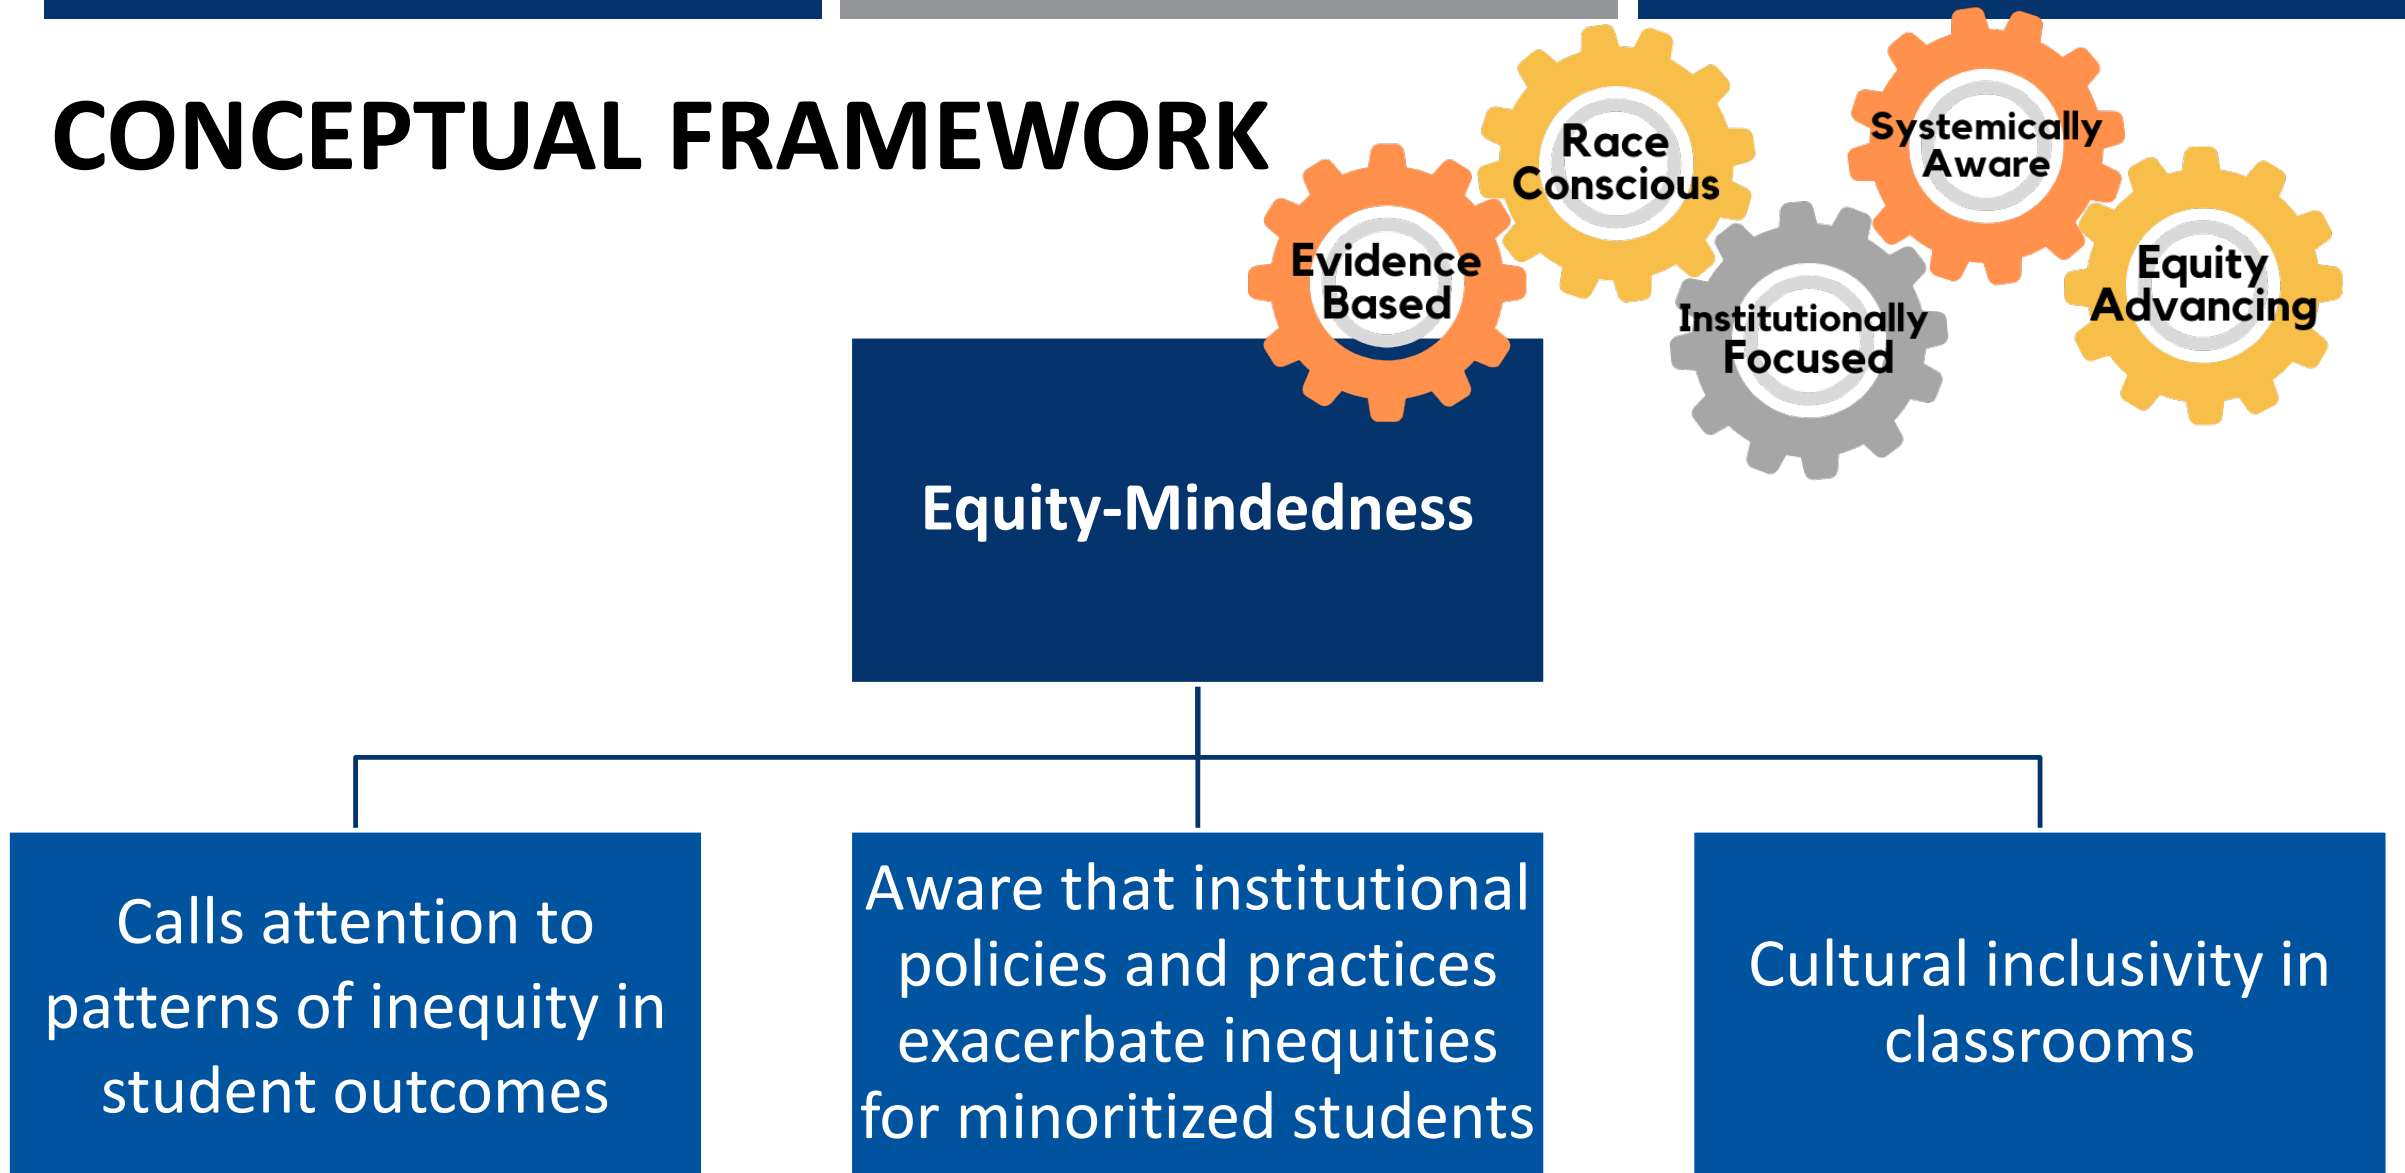 CONCEPTUAL FRAMEWORK
Evidence
Based
Race
Conscious
Institutionally
Focused
Systemically
Aware
Equity
Advancing
Equity-Mindedness
Calls attention to
patterns of inequity in
student outcomes
Aware that institutional
policies and practices
exacerbate inequities
for minoritized students
Cultural inclusivity in
classrooms